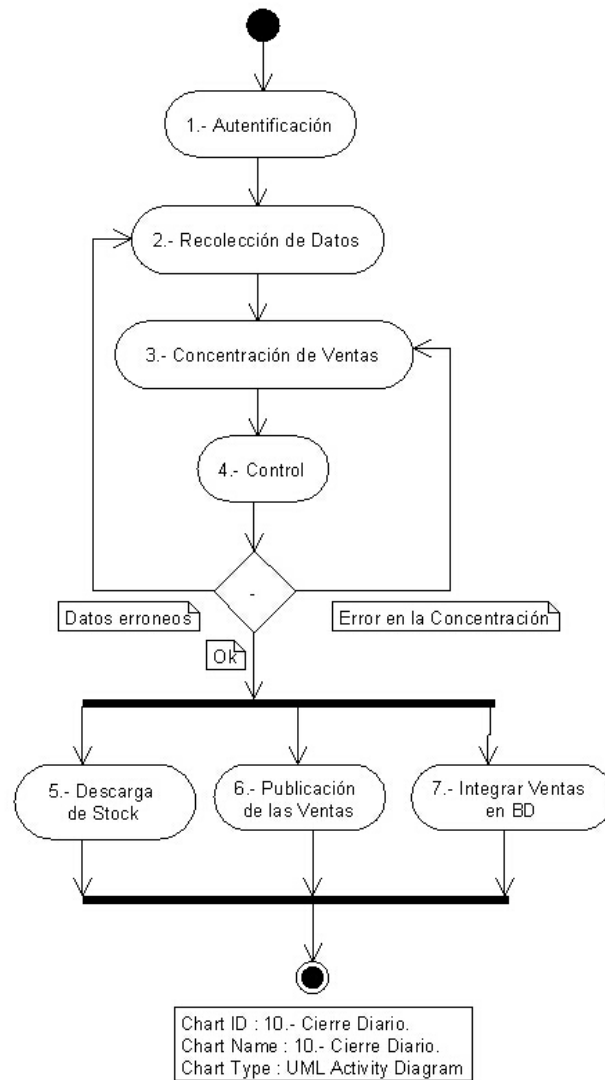 1.- Autentificación
2.- Recolección de Datos
3.- Concentración de Ventas
4.- Control
-
Datos erroneos
Error en la Concentración
Ok
5.- Descarga
de Stock
6.- Publicación
de las Ventas
7.- Integrar Ventas
en BD
Chart ID : 10.- Cierre Diario.
Chart Name : 10.- Cierre Diario.
Chart Type : UML Activity Diagram